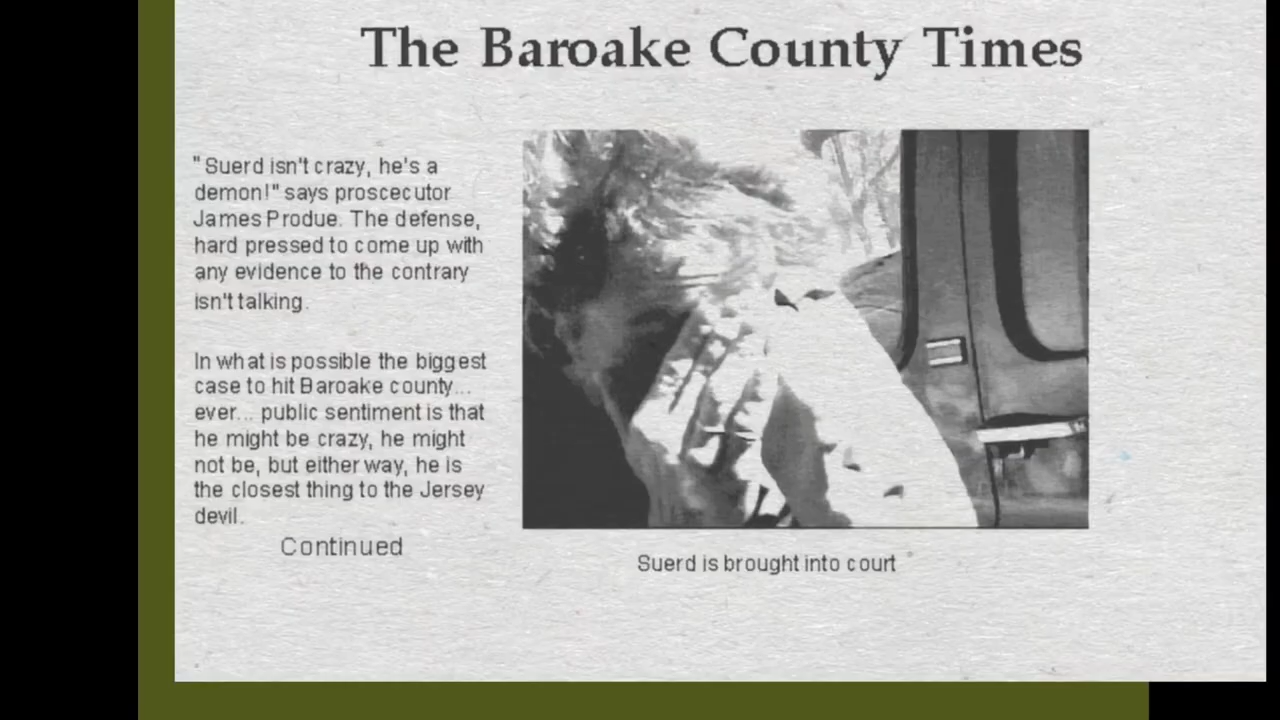 The Baroake County Times
"Suerd isn't crazy, he's a
demon!" says proscecutor
James Produe. The defense,
hard pressed to come up with
any evidence to the contrary
isn't talking.
In what is possible the biggest
case to hit Baroake county...
ever... public sentiment is that
he might be crazy, he might
not be, but either way, he is
the closest thing to the Jersey
devil.
Continued
Suerd is brought into court